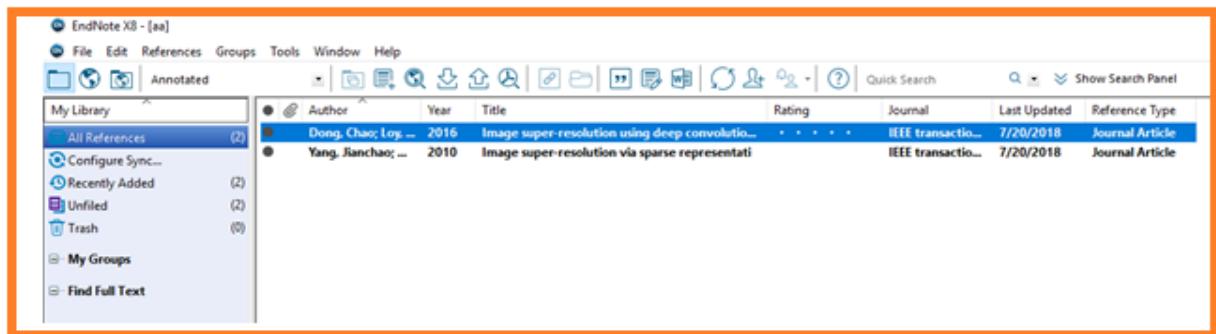 EndNote X8 - [aa]
File Edit References Groups Tools Window Help
Annotated Quick Search Show Search Panel
My Library Author Year Title Rating Journal Last Updated Reference Type
All References (2) Dong, Chao; Loy, ... 2016 Image super-resolution using deep convolutio... IEEE transactio... 7/20/2018 Journal Article
Configure Sync... Yang, Jianchao; ... 2010 Image super-resolution via sparse representati IEEE transactio... 7/20/2018 Journal Article
Recently Added (2)
Unfiled (2)
Trash (0)
My Groups
Find Full Text